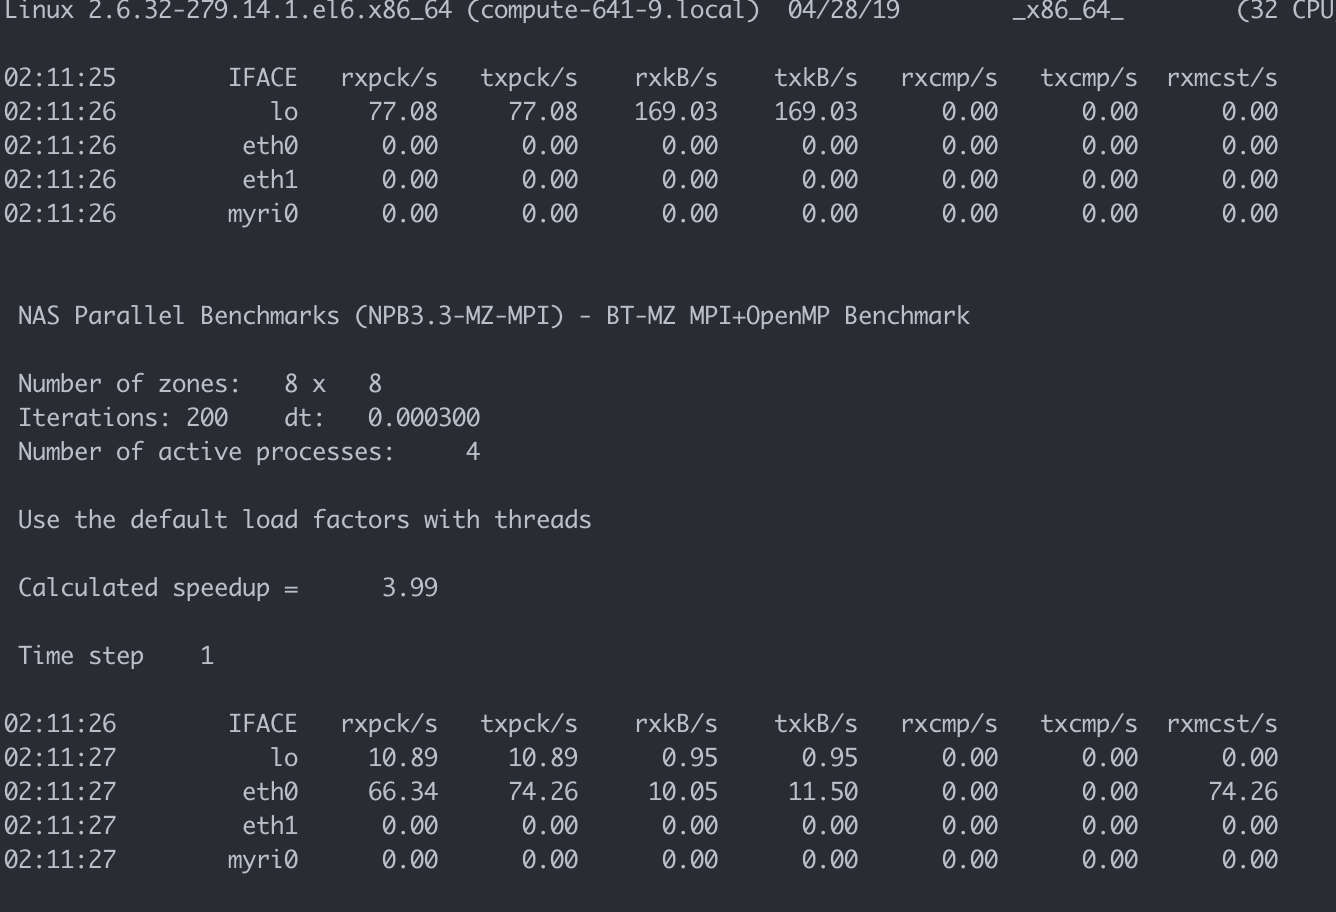 Linux 2.6.32-279.14.1.el6.x86_64 (compute-641-9.local)  04/28/19        _x86_64_        (32 CPU
02:11:25        IFACE   rxpck/s   txpck/s    rxkB/s    txkB/s   rxcmp/s   txcmp/s  rxmcst/s
02:11:26           lo     77.08     77.08    169.03    169.03      0.00      0.00      0.00
02:11:26         eth0      0.00      0.00      0.00      0.00      0.00      0.00      0.00
02:11:26         eth1      0.00      0.00      0.00      0.00      0.00      0.00      0.00
02:11:26        myri0      0.00      0.00      0.00      0.00      0.00      0.00      0.00
NAS Parallel Benchmarks (NPB3.3-MZ-MPI) - BT-MZ MPI+OpenMP Benchmark
Number of zones:   8 x   8
Iterations: 200    dt:   0.000300
Number of active processes:     4
Use the default load factors with threads
Calculated speedup =      3.99
Time step    1
02:11:26        IFACE   rxpck/s   txpck/s    rxkB/s    txkB/s   rxcmp/s   txcmp/s  rxmcst/s
02:11:27           lo     10.89     10.89      0.95      0.95      0.00      0.00      0.00
02:11:27         eth0     66.34     74.26     10.05     11.50      0.00      0.00     74.26
02:11:27         eth1      0.00      0.00      0.00      0.00      0.00      0.00      0.00
02:11:27        myri0      0.00      0.00      0.00      0.00      0.00      0.00      0.00